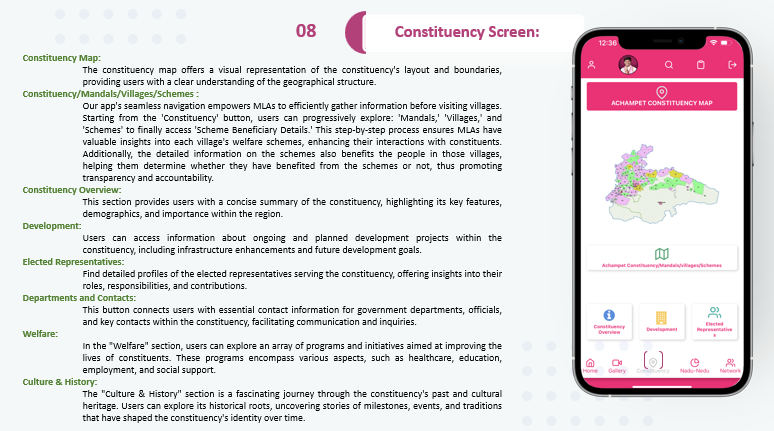 08
Constituency Screen:
Constituency Map:
The constituency map offers a visual representation of the constituency's layout and boundaries,
providing users with a clear understanding of the geographical structure.
Constituency/Mandals/Villages/Schemes :
Our app's seamless navigation empowers MLAs to efficiently gather information before visiting villages.
Starting from the 'Constituency' button, users can progressively explore: 'Mandals,' 'Villages,' and
'Schemes' to finally access 'Scheme Beneficiary Details.' This step-by-step process ensures MLAs have
valuable insights into each village's welfare schemes, enhancing their interactions with constituents.
Additionally, the detailed information on the schemes also benefits the people in those villages,
helping them determine whether they have benefited from the schemes or not, thus promoting
transparency and accountability.
Constituency Overview:
This section provides users with a concise summary of the constituency, highlighting its key features,
demographics, and importance within the region.
Development:
Users can access information about ongoing and planned development projects within the
constituency, including infrastructure enhancements and future development goals.
Elected Representatives:
Find detailed profiles of the elected representatives serving the constituency, offering insights into their
roles, responsibilities, and contributions.
Departments and Contacts:
This button connects users with essential contact information for government departments, officials,
and key contacts within the constituency, facilitating communication and inquiries.
Welfare:
In the "Welfare" section, users can explore an array of programs and initiatives aimed at improving the
lives of constituents. These programs encompass various aspects, such as healthcare, education,
employment, and social support.
Culture & History:
The "Culture & History" section is a fascinating journey through the constituency's past and cultural
heritage. Users can explore its historical roots, uncovering stories of milestones, events, and traditions
that have shaped the constituency's identity over time.
12:36
ACHAMPET CONSTITUENCY MAP
Achampet Constituency/Mandals/villages/Schemes
Constituency
Overview
Development
Elected
Representative
s
Home
Gallery
Constituency
Nadu-Nedu
Network